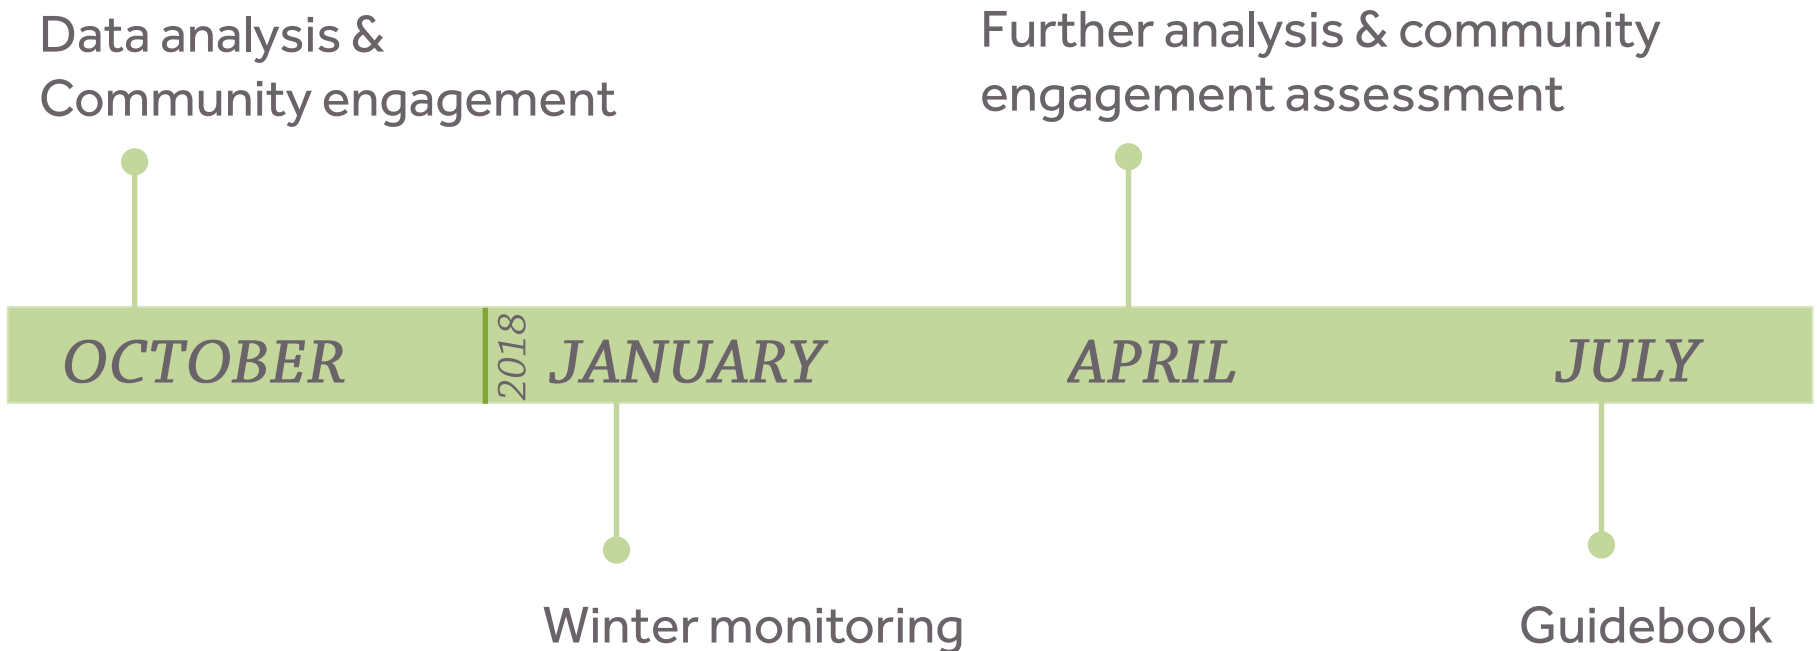 Data analysis &
Community engagement
Further analysis & community
engagement assessment
OCTOBER
2018
JANUARY
APRIL
JULY
Winter monitoring
Guidebook